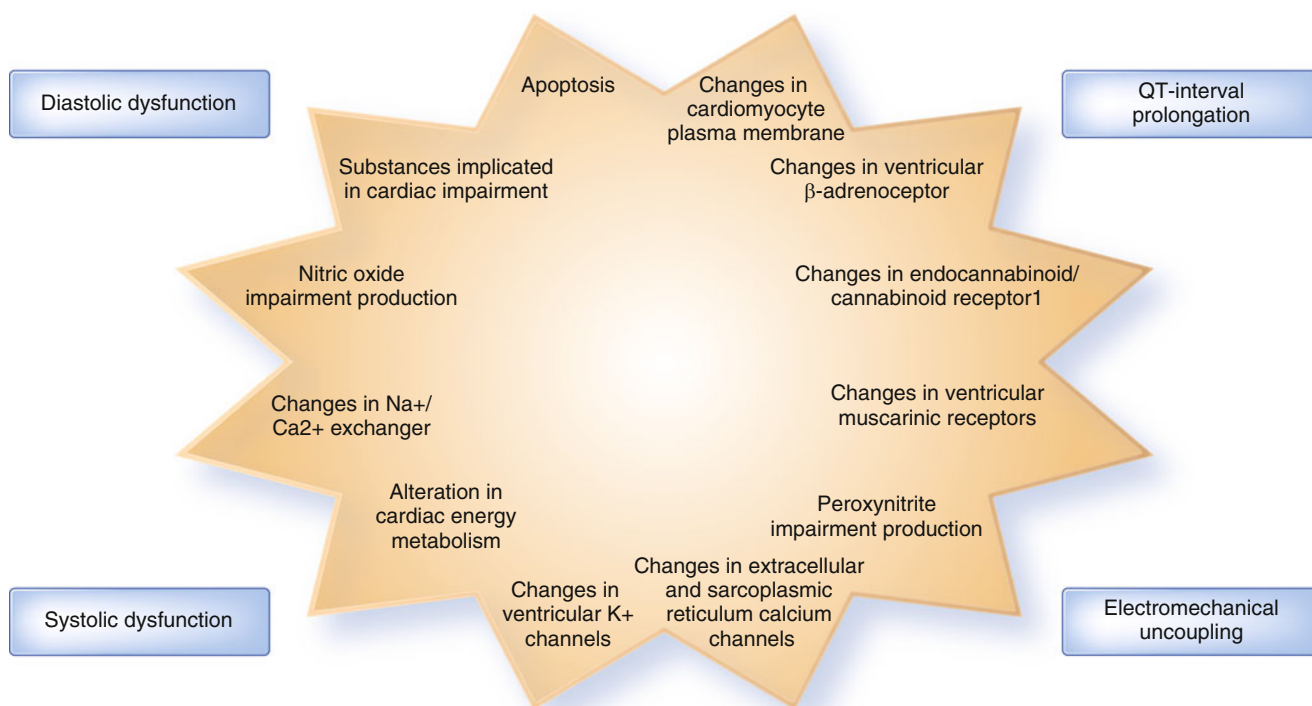 Diastolic dysfunction
Apoptosis
Changes in
cardiomyocyte
plasma membrane
QT-interval
prolongation
Substances implicated
in cardiac impairment
Changes in ventricular
β-adrenoceptor
Nitric oxide
impairment production
Changes in endocannabinoid/
cannabinoid receptor1
Changes in Na+/
Ca2+ exchanger
Changes in ventricular
muscarinic receptors
Alteration in
cardiac energy
metabolism
Peroxynitrite
impairment production
Systolic dysfunction
Changes in
ventricular K+
channels
Changes in extracellular
and sarcoplasmic
reticulum calcium
channels
Electromechanical
uncoupling